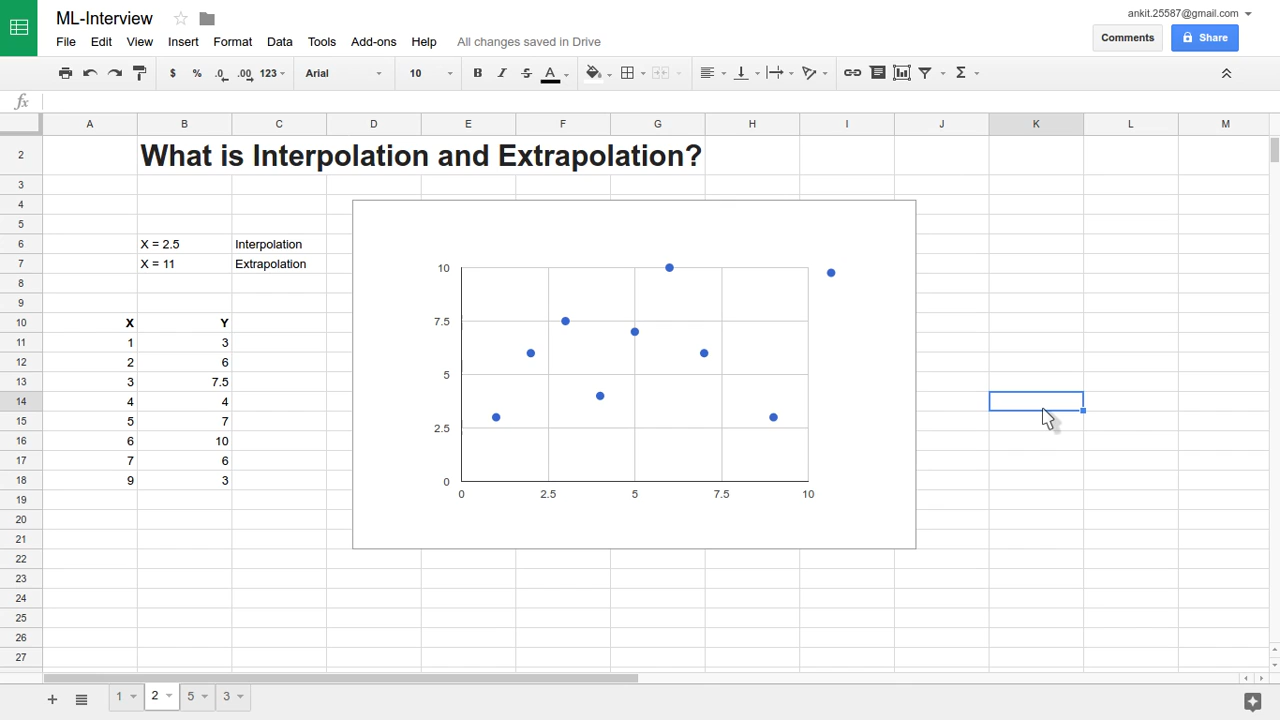 ML-Interview
ankit.25587@gmail.com
File Edit View Insert Format Data Tools Add-ons Help All changes saved in Drive
Comments Share
$ % .0 .00 123 Arial 10 B I S A Σ
fx
A B C D E F G H I J K L M
2 What is Interpolation and Extrapolation?
3
4
5
6 X = 2.5 Interpolation
7 X = 11 Extrapolation
8
9
10 X Y
11 1 3
12 2 6
13 3 7.5
14 4 4
15 5 7
16 6 10
17 7 6
18 9 3
19
20
21
22
23
24
25
26
27
10
7.5
5
2.5
0
0 2.5 5 7.5 10
+ 1 2 5 3